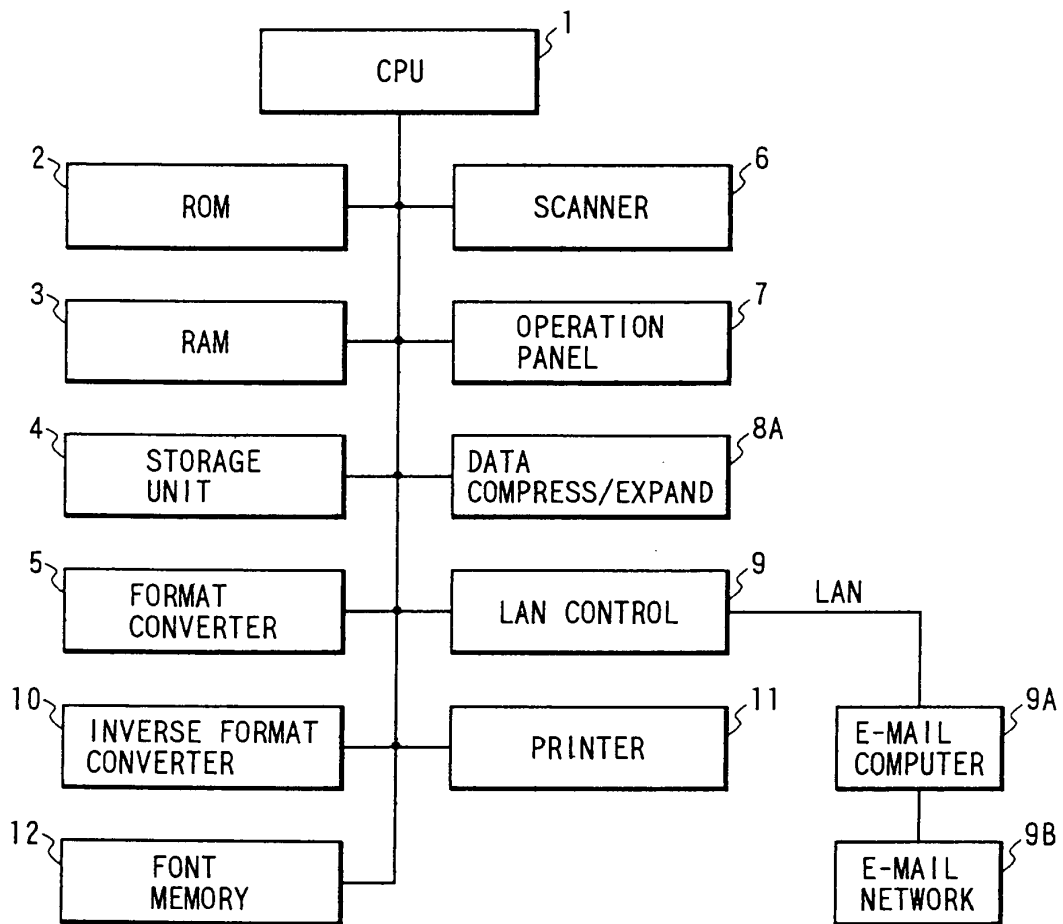 1
CPU
2
ROM
6
SCANNER
3
RAM
7
OPERATION
PANEL
4
STORAGE
UNIT
8A
DATA
COMPRESS/EXPAND
5
FORMAT
CONVERTER
9
LAN CONTROL
LAN
10
INVERSE FORMAT
CONVERTER
11
PRINTER
9A
E-MAIL
COMPUTER
12
FONT
MEMORY
9B
E-MAIL
NETWORK